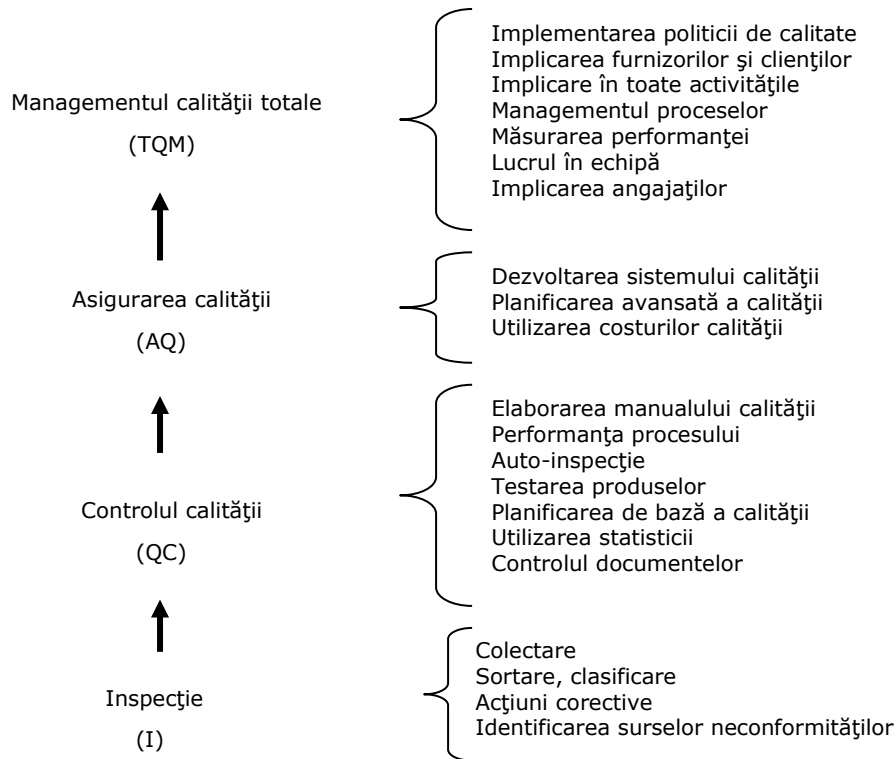 Implementarea politicii de calitate
Implicarea furnizorilor şi clienţilor
Implicare în toate activităţile
Managementul proceselor
Măsurarea performanţei
Lucrul în echipă
Implicarea angajaţilor
Managementul calităţii totale
(TQM)
Dezvoltarea sistemului calităţii
Planificarea avansată a calităţii
Utilizarea costurilor calităţii
Asigurarea calităţii
(AQ)
Elaborarea manualului calităţii
Performanţa procesului
Auto-inspecţie
Testarea produselor
Planificarea de bază a calităţii
Utilizarea statisticii
Controlul documentelor
Controlul calităţii
(QC)
Colectare
Sortare, clasificare
Acţiuni corective
Identificarea surselor neconformităţilor
Inspecţie
(I)